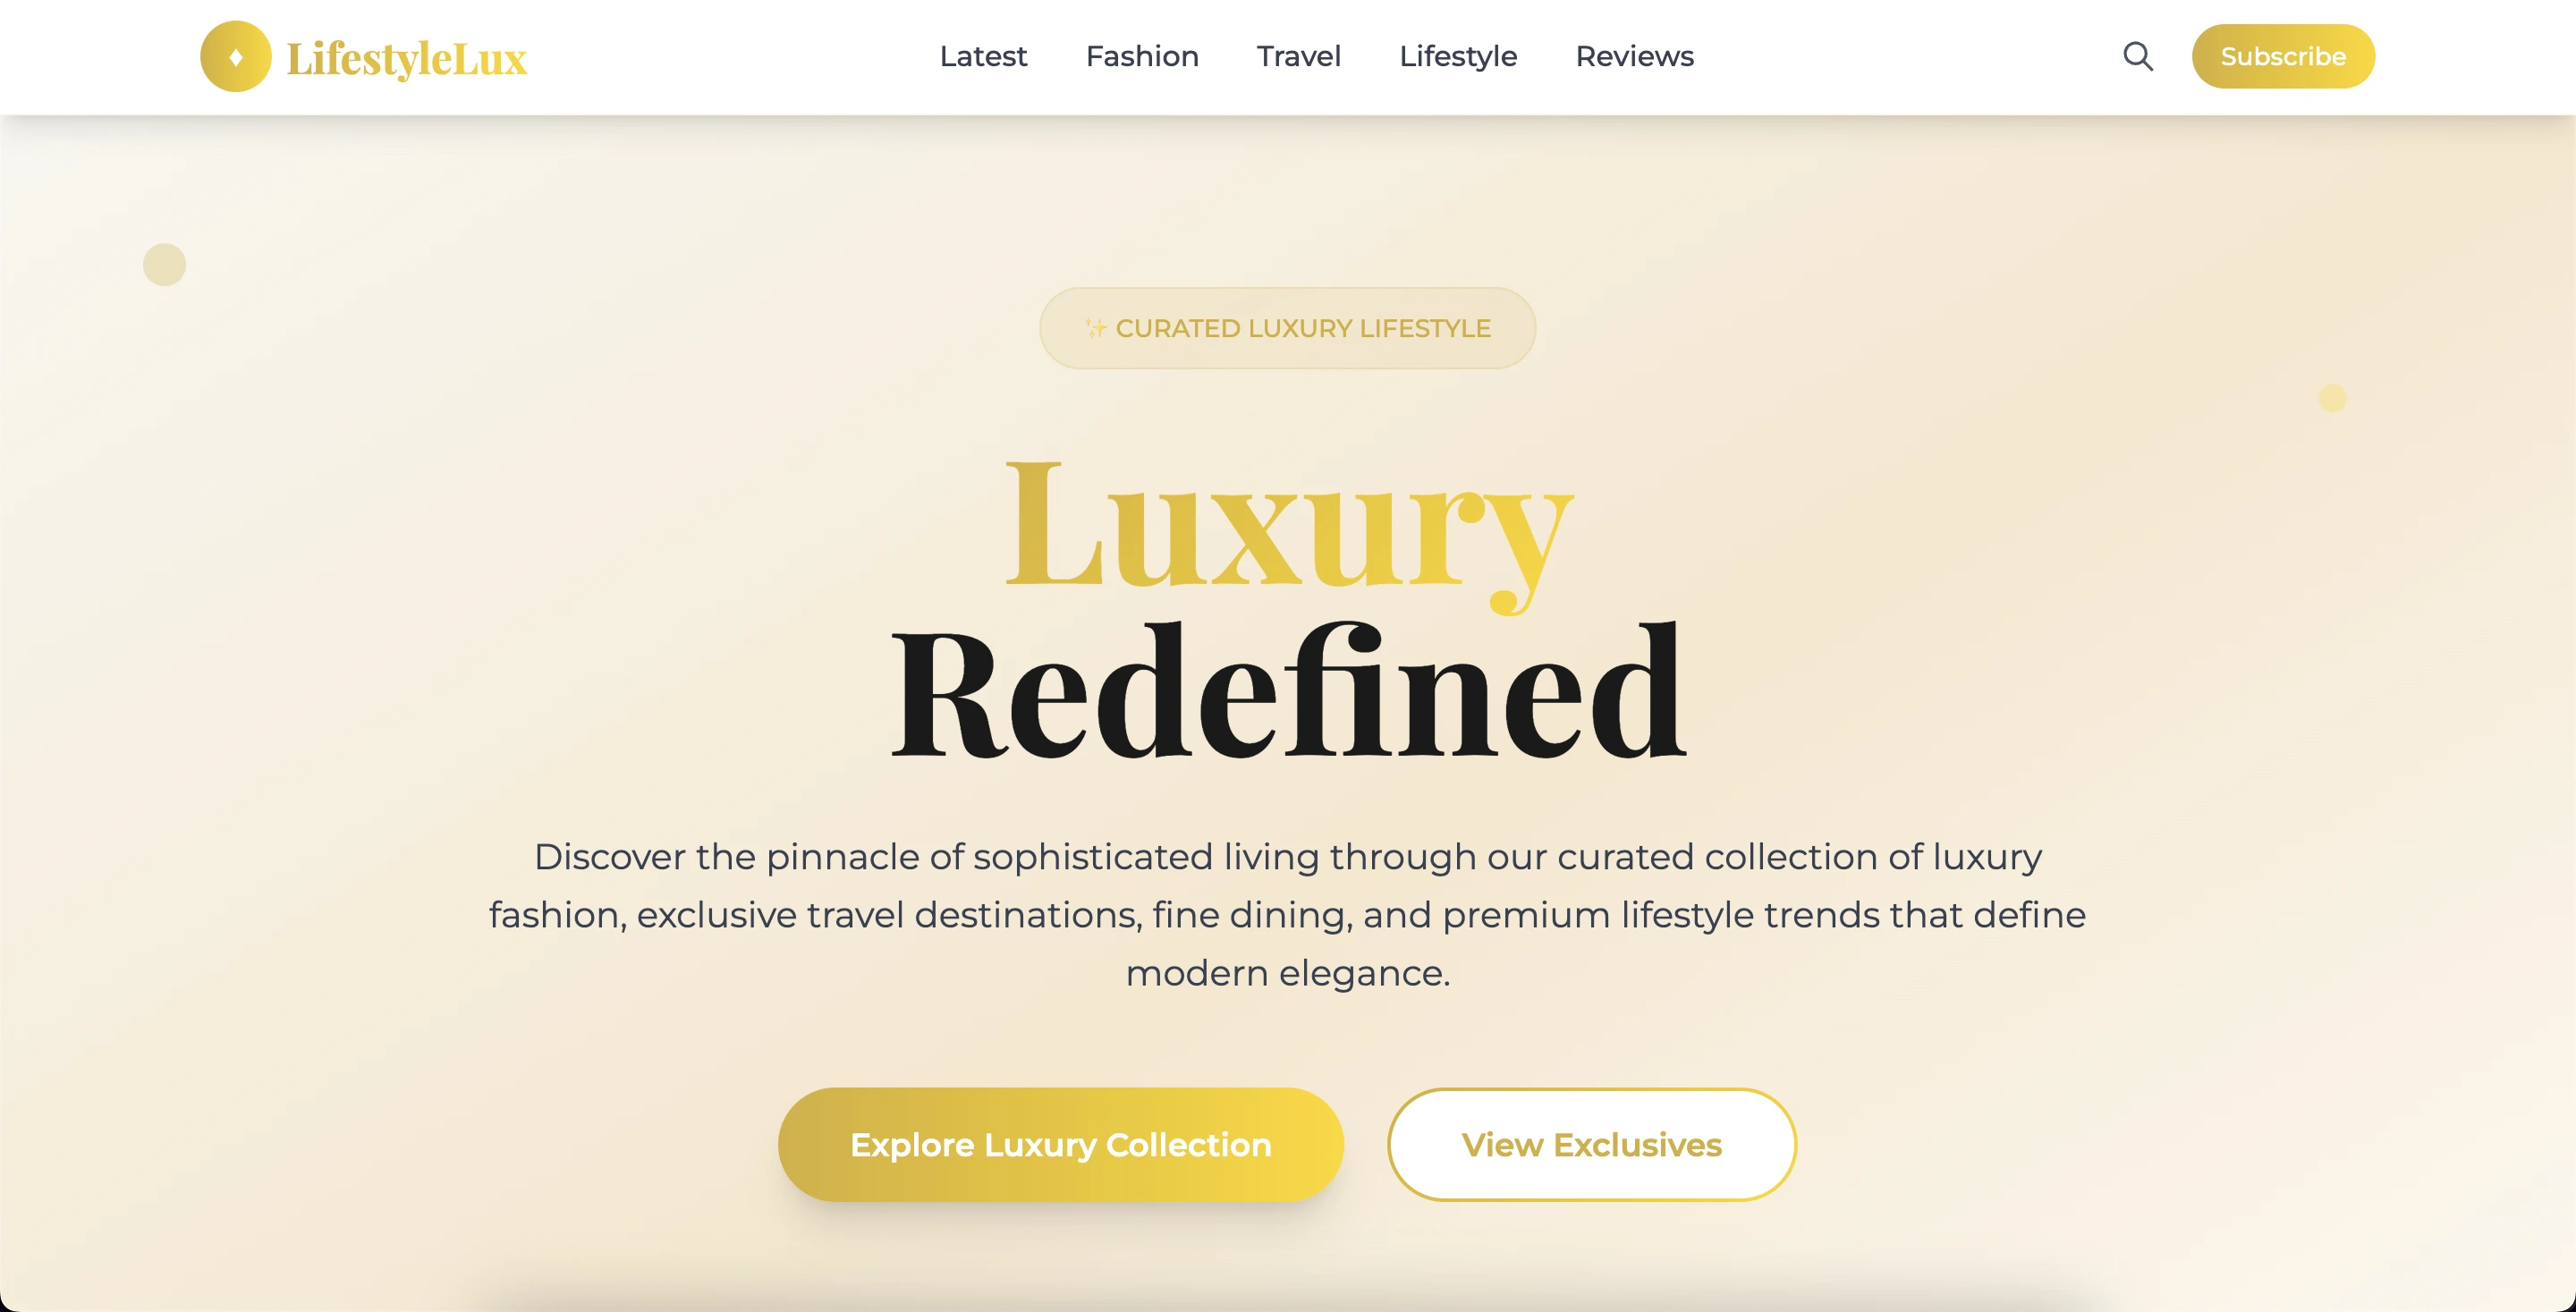 LifestyleLux
Latest
Fashion
Travel
Lifestyle
Reviews
Subscribe
✨ CURATED LUXURY LIFESTYLE
Luxury
Redefined
Discover the pinnacle of sophisticated living through our curated collection of luxury
fashion, exclusive travel destinations, fine dining, and premium lifestyle trends that define
modern elegance.
Explore Luxury Collection
View Exclusives